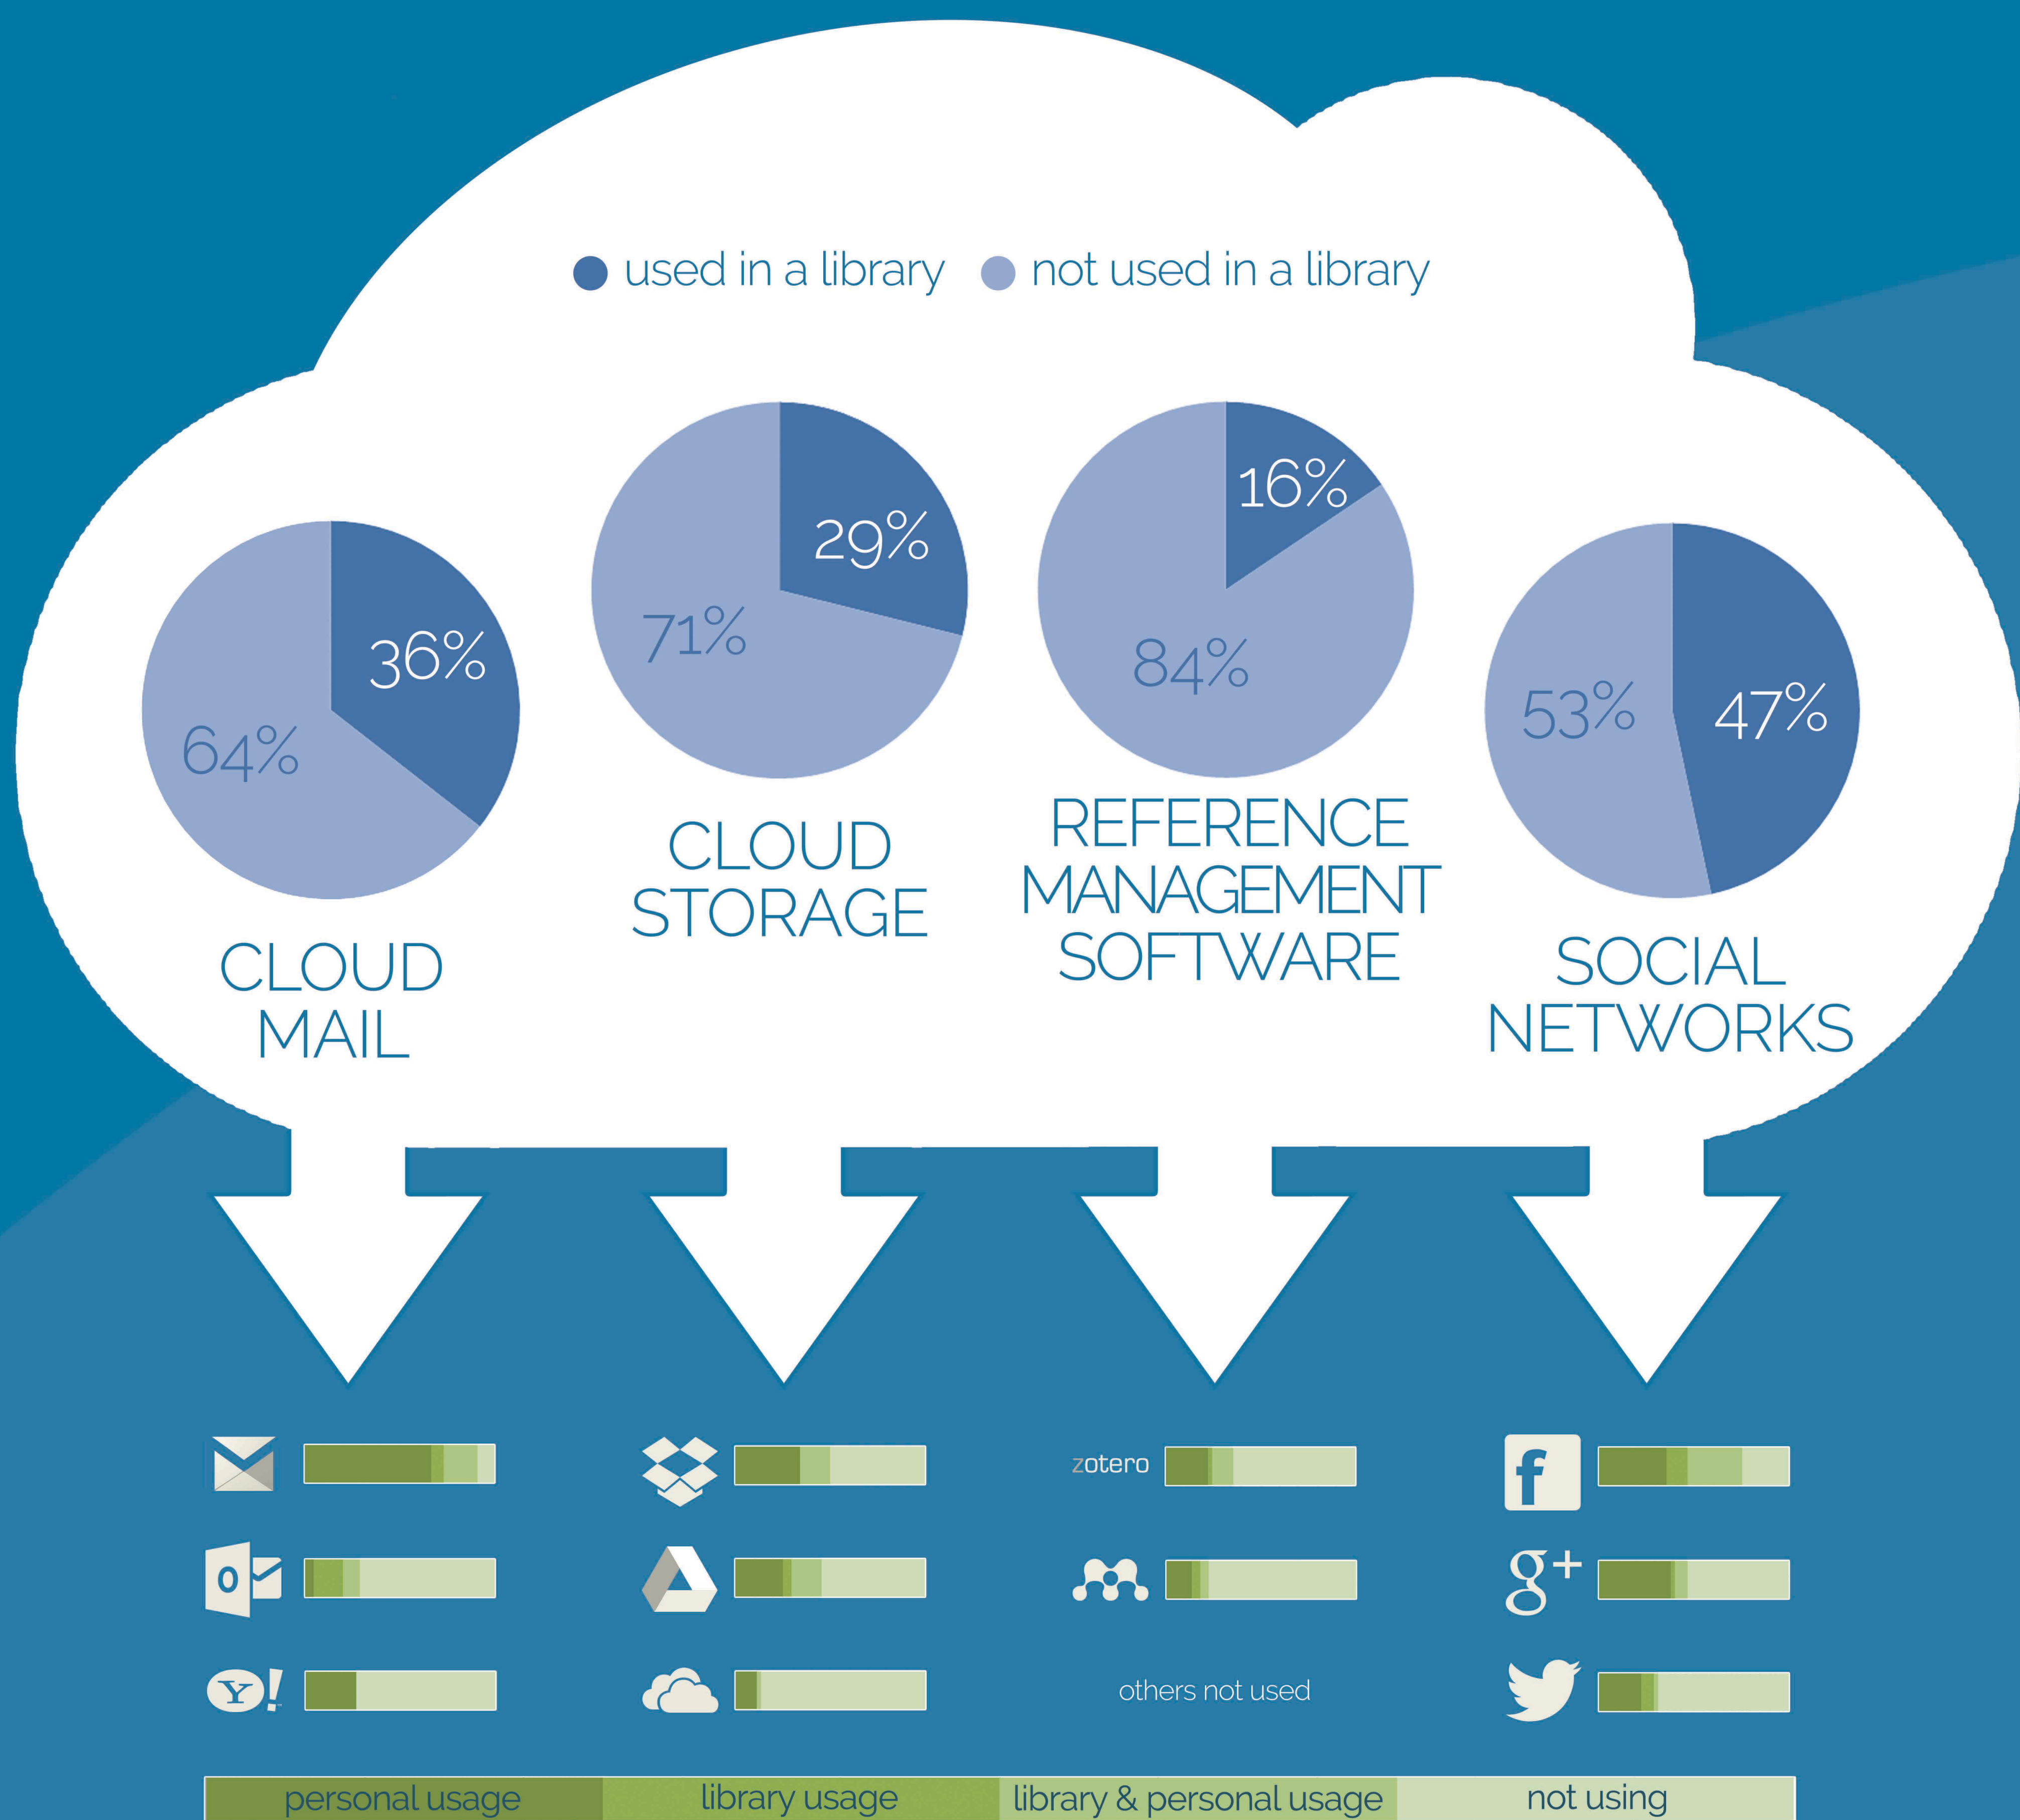 used in a library
not used in a library
36%
64%
CLOUD
MAIL
29%
71%
CLOUD
STORAGE
16%
84%
REFERENCE
MANAGEMENT
SOFTWARE
53%
47%
SOCIAL
NETWORKS
zotero
f
o
g+
Y!
others not used
personal usage
library usage
library & personal usage
not using